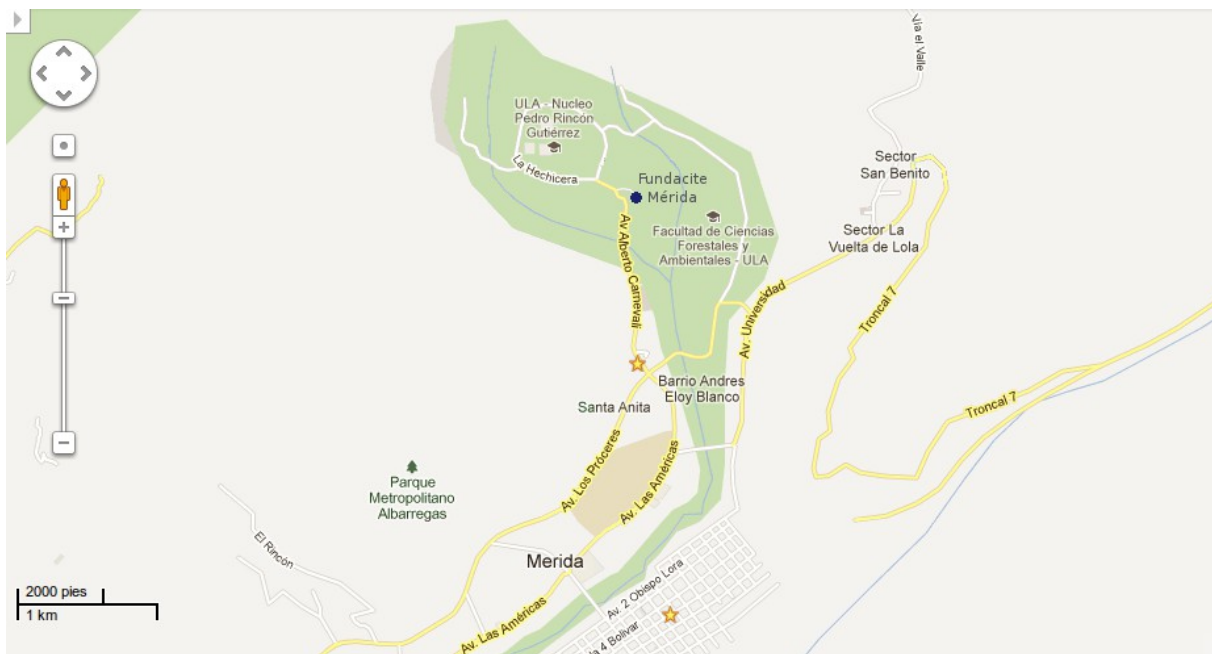 Vía el Valle
ULA - Nucleo
Pedro Rincón
Gutiérrez
La Hechicera
Fundacite
Mérida
Sector
San Benito
Facultad de Ciencias
Forestales y
Ambientales - ULA
Sector La
Vuelta de Lola
Av Alberto Carnevali
Av. Universidad
Troncal 7
Barrio Andres
Eloy Blanco
Santa Anita
Troncal 7
Av. Los Próceres
Av. Las Américas
Parque
Metropolitano
Albarregas
El Rincón
Merida
Av. 2 Obispo Lora
2000 pies
1 km
Av. Las Américas
4 Bolivar